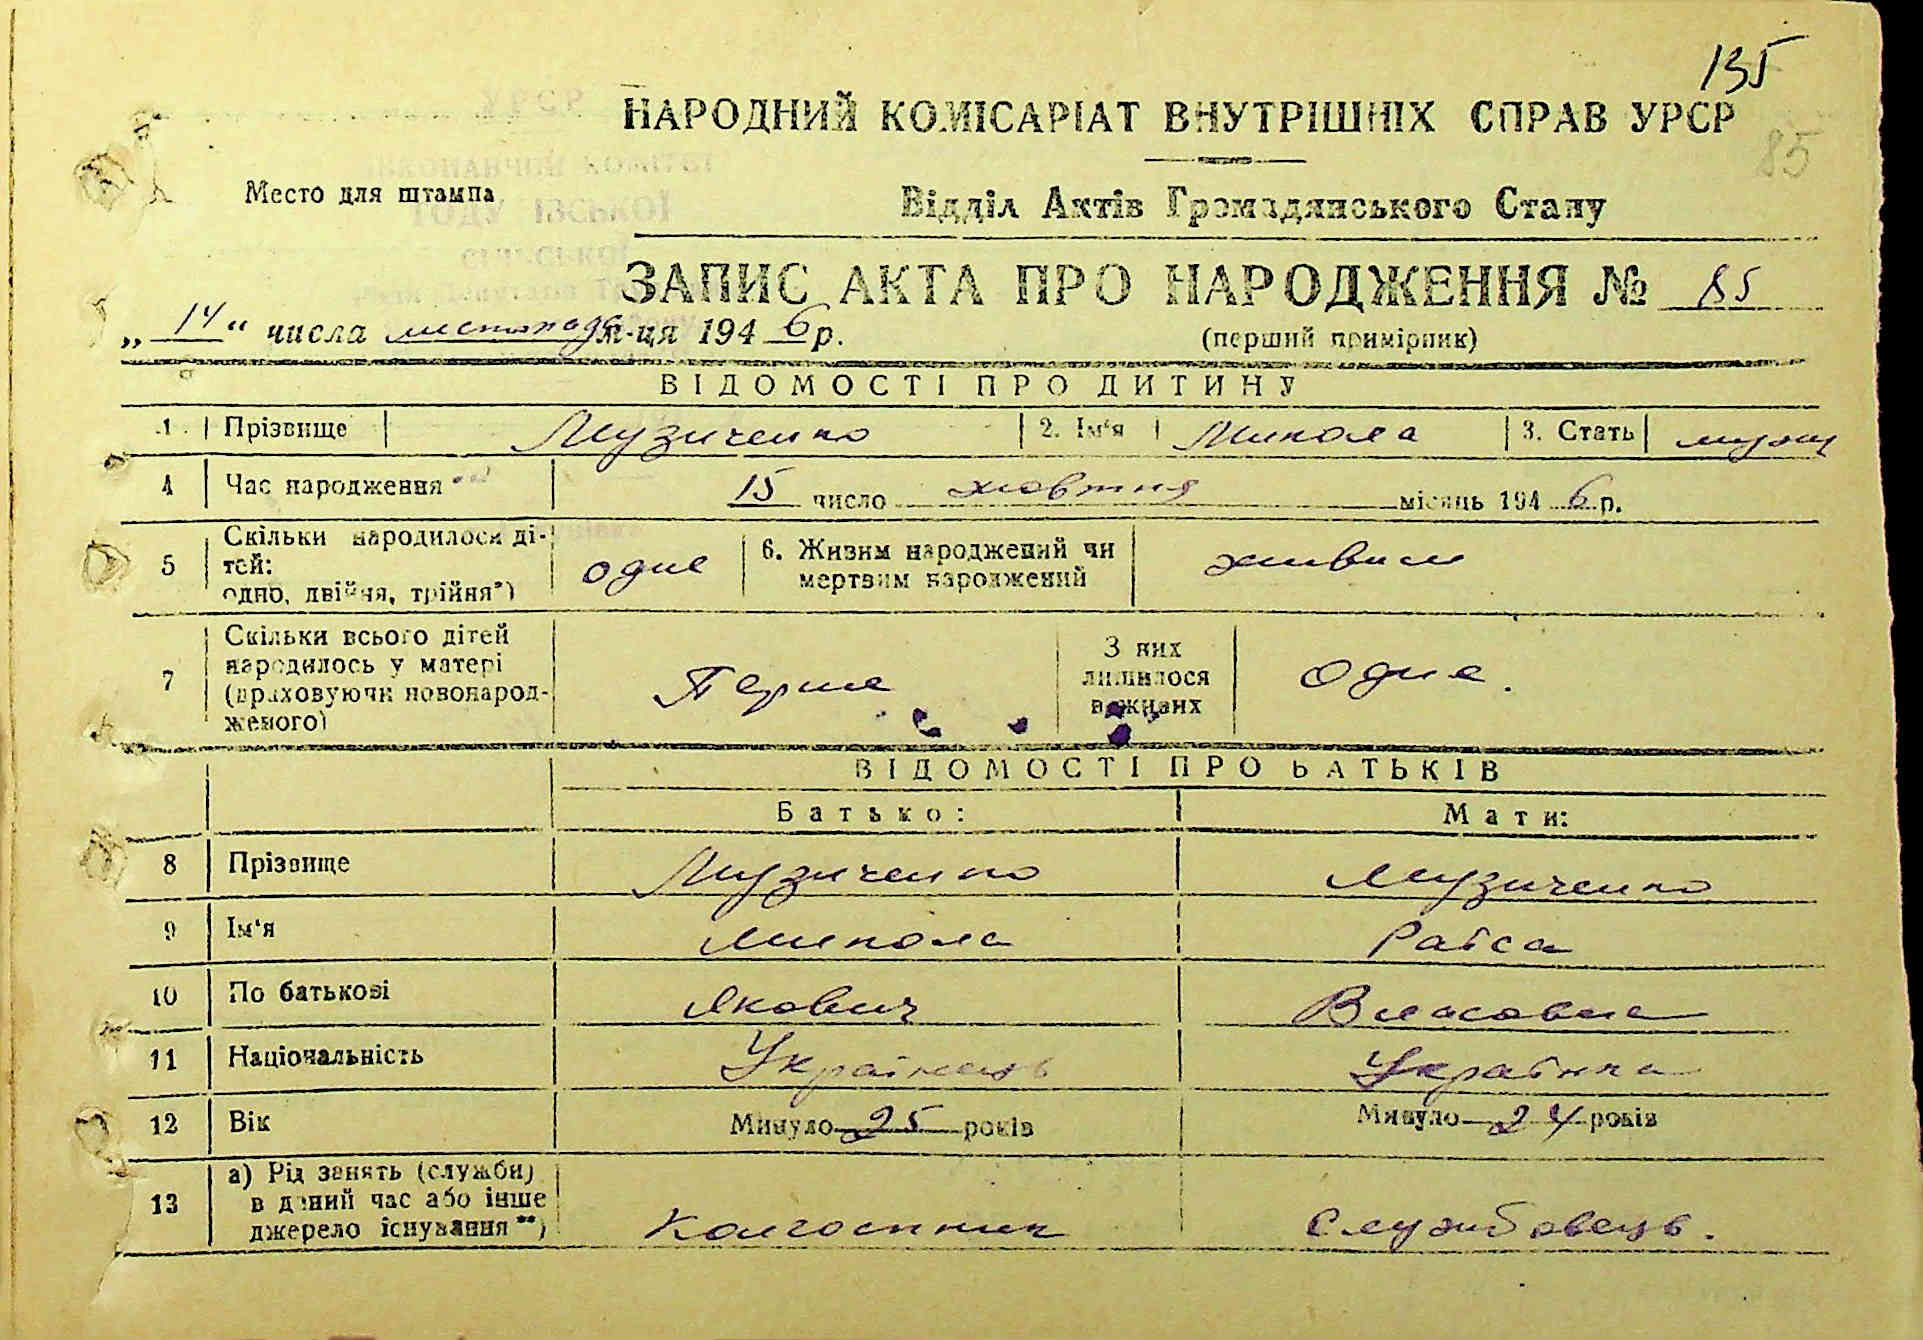 135
НАРОДНИЙ КОМІСАРІАТ ВНУТРІШНІХ СПРАВ УРСР
85
Место для штампа
Відділ Актів Громадянського Стану
ЗАПИС АКТА ПРО НАРОДЖЕННЯ № 85
„14“ числа листопада м-ця 1946 р.
(перший примірник)
ВІДОМОСТІ ПРО ДИТИНУ
1 Прізвище Музиченко 2. Ім'я Микола 3. Стать муж
4 Час народження 15 число жовтня місяць 1946 р.
5 Скільки народилося ді-
тей:
одно, двійня, трійня*)
одне
6. Живим народжений чи
мертвим народжений
живим
7 Скільки всього дітей
народилось у матері
(враховуючи новонарод-
женого)
Перше
З них
лишилося
в живих
Одне.
ВІДОМОСТІ ПРО БАТЬКІВ
Батько: Мати:
8 Прізвище Музиченко Музиченко
9 Ім'я Микола Раїса
10 По батькові Якович Власовна
11 Національність Українець Українка
12 Вік Минуло 25 років Минуло 24 років
13 а) Рід занять (служби)
в даний час або інше
джерело існування**)
Колгоспник Службовець.